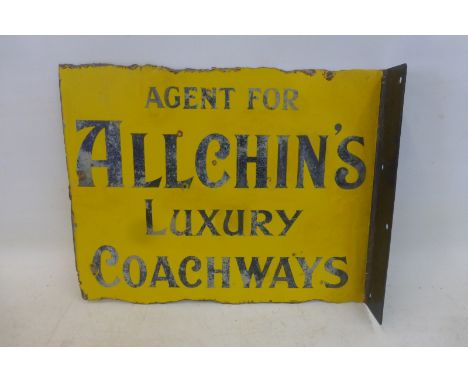 AGENT FOR
ALLCHIN'S
LUXURY
COACHWAYS